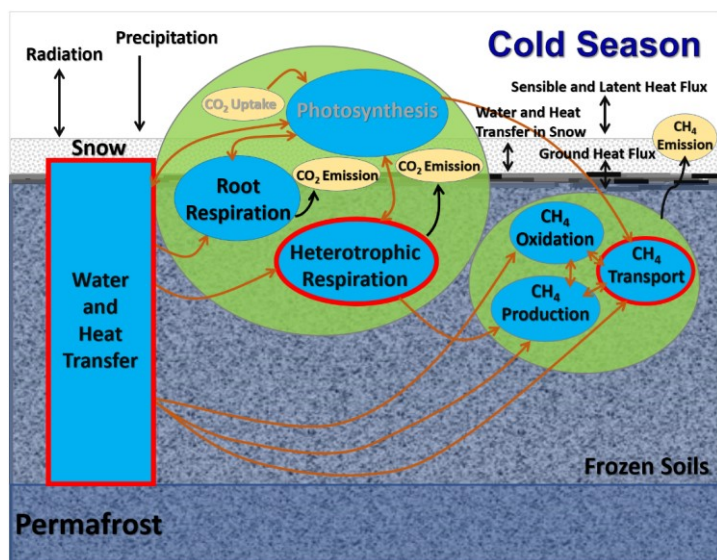 Cold Season
Radiation
Precipitation
Sensible and Latent Heat Flux
CO2 Uptake
Photosynthesis
Water and Heat
Transfer in Snow
CH4
Emission
Snow
Ground Heat Flux
CO2 Emission
CO2 Emission
Root
Respiration
CH4
Oxidation
Heterotrophic
Respiration
CH4
Transport
Water
and
Heat
Transfer
CH4
Production
Frozen Soils
Permafrost